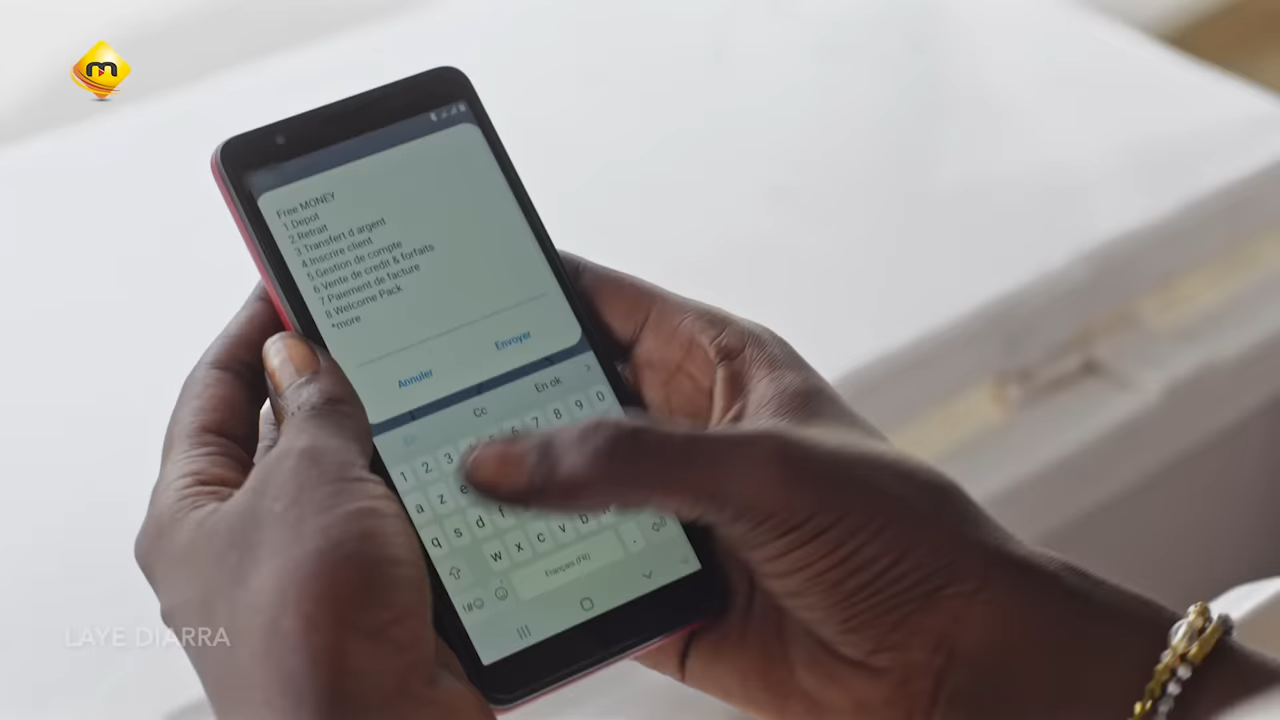 m
Free MONEY
1.Depot
2.Retrait
3.Transfert d argent
4.Inscrire client
5.Gestion de compte
6 Vente de credit & forfaits
7 Paiement de facture
8.Welcome Pack
*more
Annuler
Envoyer
Cc
En ok
1 2 3 6 7 8 9 0
a z e
q s d f
w x c v b n
!#☺
Français (FR)
.
LAYE DIARRA